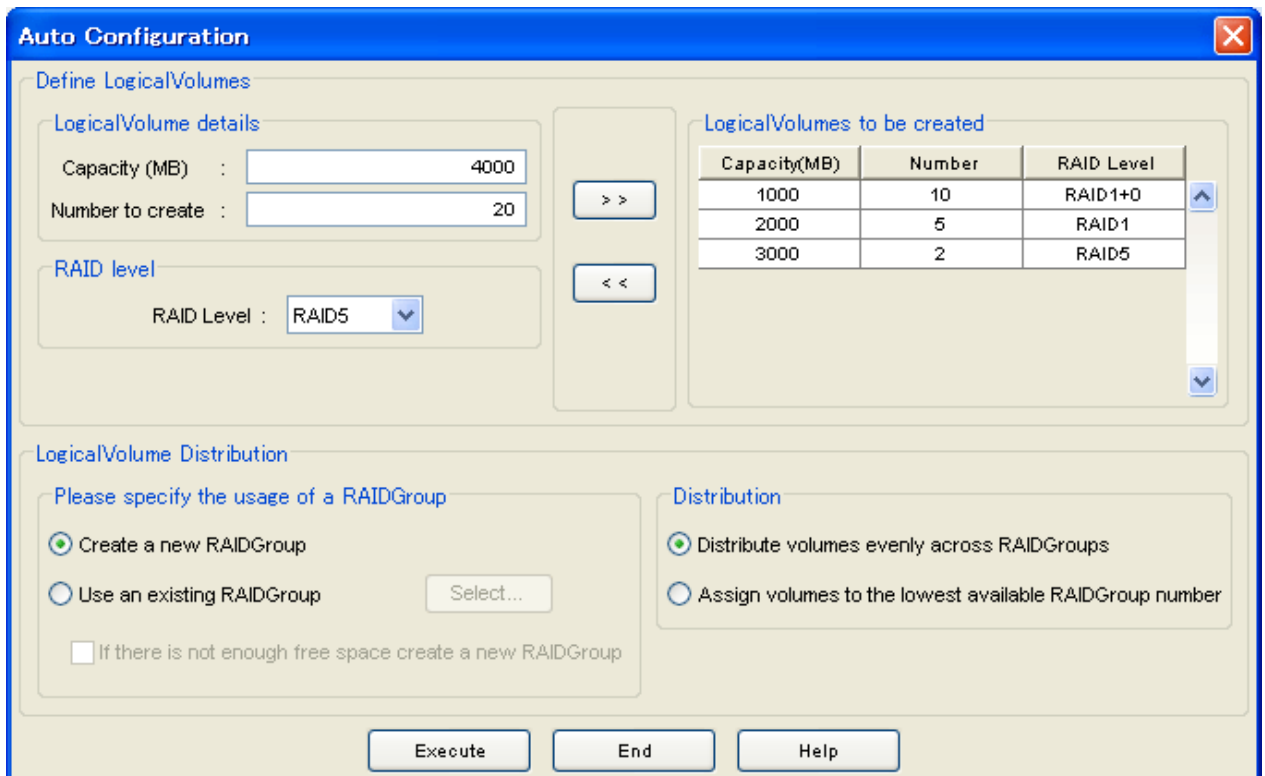 Auto Configuration
Define LogicalVolumes
LogicalVolume details
Capacity (MB) : 4000
Number to create : 20
RAID level
RAID Level : RAID5
>>
<<
LogicalVolumes to be created
Capacity(MB) Number RAID Level
1000 10 RAID1+0
2000 5 RAID1
3000 2 RAID5
LogicalVolume Distribution
Please specify the usage of a RAIDGroup
Create a new RAIDGroup
Use an existing RAIDGroup Select...
If there is not enough free space create a new RAIDGroup
Distribution
Distribute volumes evenly across RAIDGroups
Assign volumes to the lowest available RAIDGroup number
Execute End Help